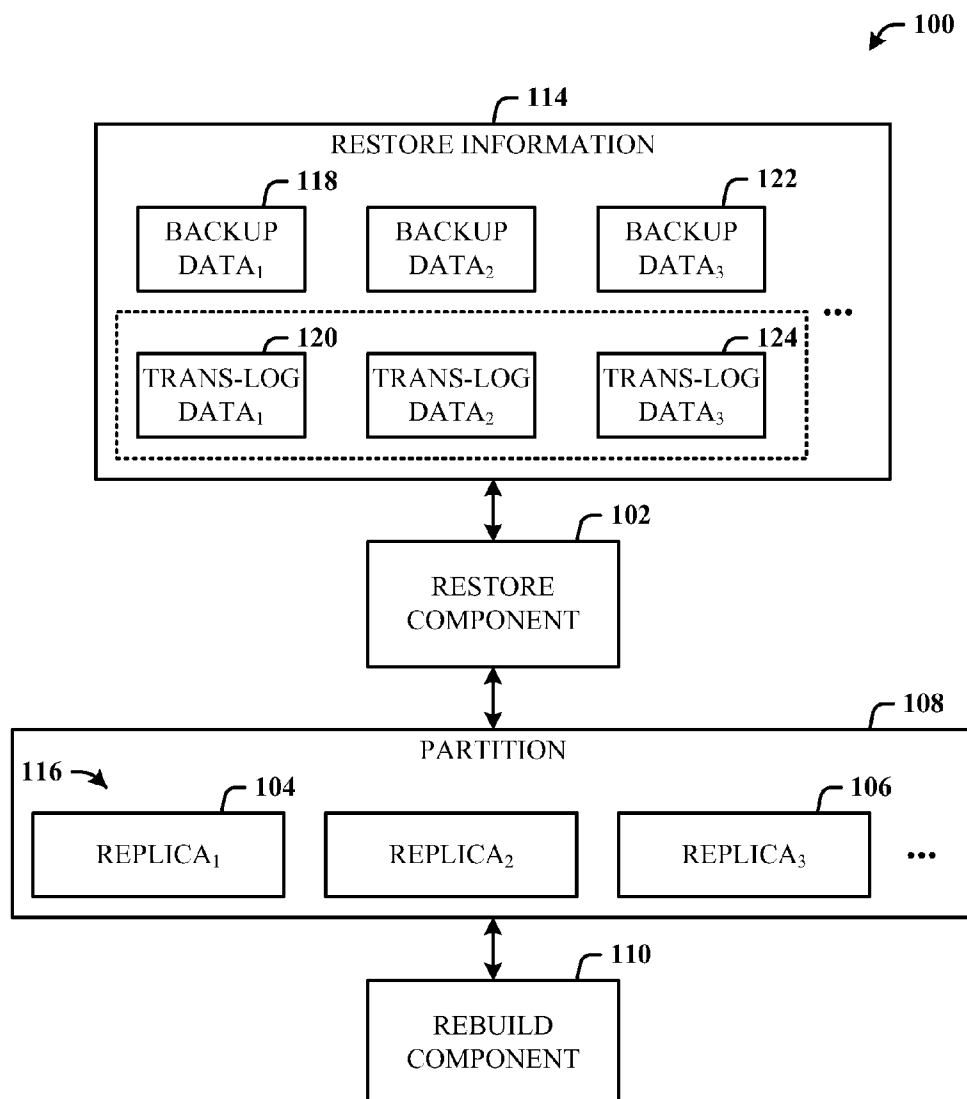 100
114
RESTORE INFORMATION
118
122
BACKUP DATA₁
BACKUP DATA₂
BACKUP DATA₃
...
120
124
TRANS-LOG DATA₁
TRANS-LOG DATA₂
TRANS-LOG DATA₃
102
RESTORE
COMPONENT
108
PARTITION
116
104
106
REPLICA₁
REPLICA₂
REPLICA₃
...
110
REBUILD
COMPONENT